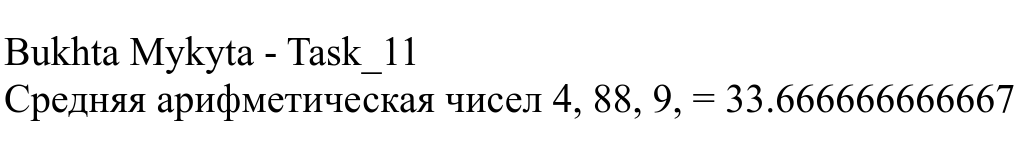 Bukhta Mykyta - Task_11
Средняя арифметическая чисел 4, 88, 9, = 33.666666666667